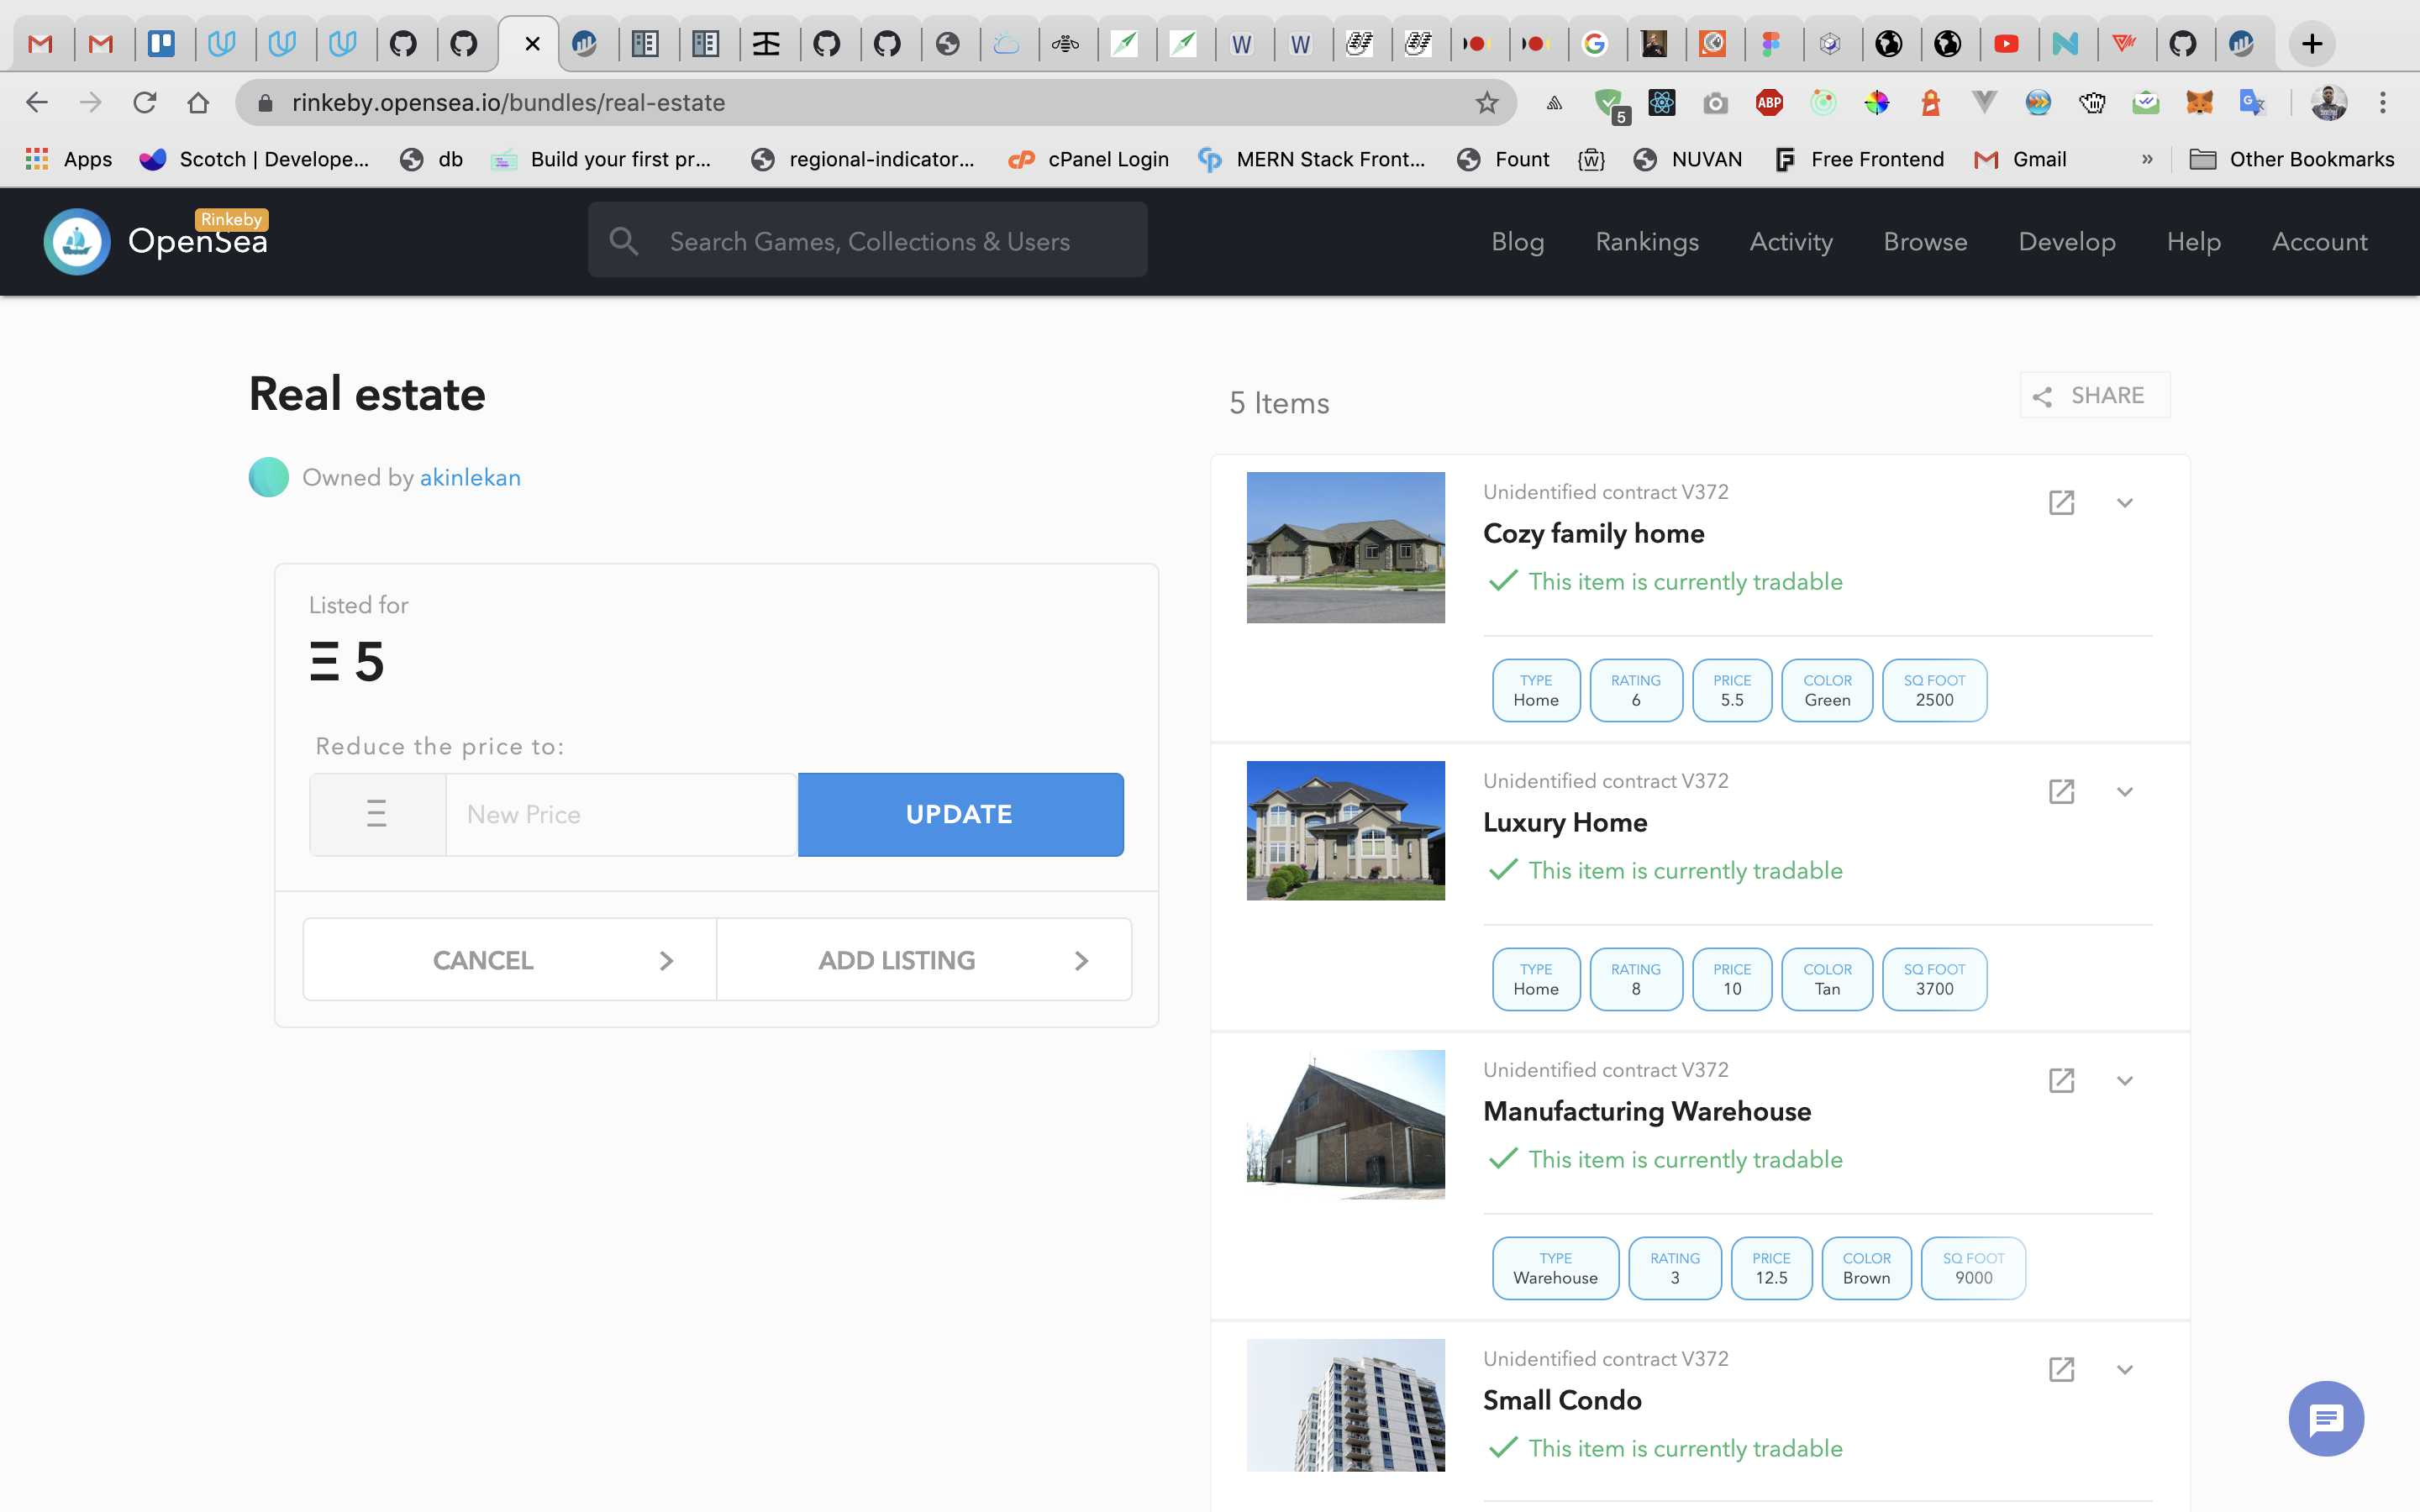 rinkeby.opensea.io/bundles/real-estate
5
ABP
Apps
Scotch | Develope...
db
Build your first pr...
regional-indicator...
cPanel Login
MERN Stack Front...
Fount
NUVAN
Free Frontend
Gmail
»
Other Bookmarks
Rinkeby
OpenSea
Search Games, Collections & Users
Blog
Rankings
Activity
Browse
Develop
Help
Account
Real estate
Owned by akinlekan
Listed for
Ξ 5
Reduce the price to:
Ξ
New Price
UPDATE
CANCEL
ADD LISTING
5 Items
SHARE
Unidentified contract V372
Cozy family home
This item is currently tradable
TYPE
Home
RATING
6
PRICE
5.5
COLOR
Green
SQ FOOT
2500
Unidentified contract V372
Luxury Home
This item is currently tradable
TYPE
Home
RATING
8
PRICE
10
COLOR
Tan
SQ FOOT
3700
Unidentified contract V372
Manufacturing Warehouse
This item is currently tradable
TYPE
Warehouse
RATING
3
PRICE
12.5
COLOR
Brown
SQ FOOT
9000
Unidentified contract V372
Small Condo
This item is currently tradable